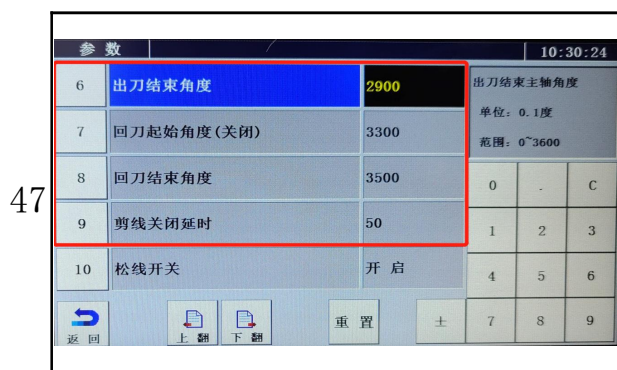 47
参 数 10:30:24
6 出刀结束角度 2900
7 回刀起始角度(关闭) 3300
8 回刀结束角度 3500
9 剪线关闭延时 50
10 松线开关 开 启
出刀结束主轴角度
单位: 0.1度
范围: 0~3600
0 . C
1 2 3
4 5 6
± 7 8 9
返 回 上 翻 下 翻 重 置